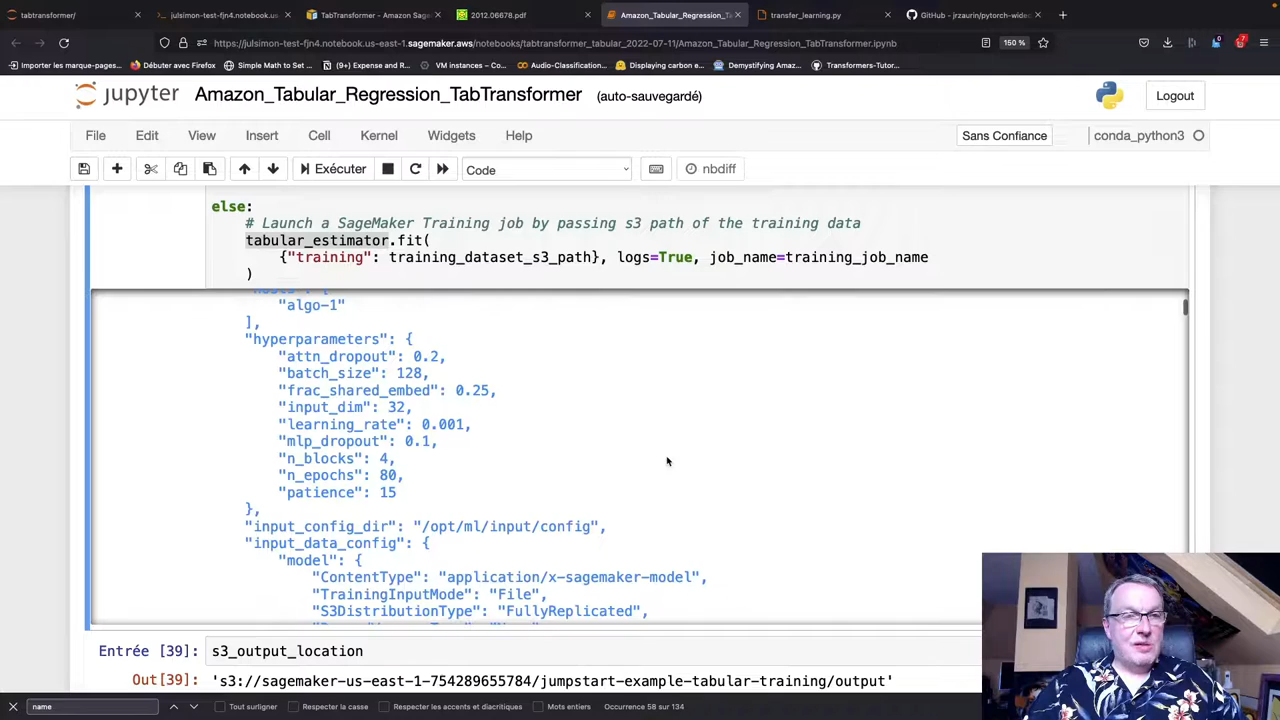 tabtransformer/
julsimon-test-fjn4.notebook.us
TabTransformer - Amazon Sage
2012.06678.pdf
Amazon_Tabular_Regression_T
transfer_learning.py
GitHub - jrzaurin/pytorch-wide
https://julsimon-test-fjn4.notebook.us-east-1.sagemaker.aws/notebooks/tabtransformer_tabular_2022-07-11/Amazon_Tabular_Regression_TabTransformer.ipynb
150 %
Importer les marque-pages...
Débuter avec Firefox
Simple Math to Set ...
(9+) Expense and R...
VM instances – Co...
Audio-Classification...
Displaying carbon e...
Demystifying Amaz...
Transformers-Tutor...
jupyter
Amazon_Tabular_Regression_TabTransformer
(auto-sauvegardé)
Logout
File Edit View Insert Cell Kernel Widgets Help
Sans Confiance
conda_python3
Exécuter
Code
nbdiff
else:
# Launch a SageMaker Training job by passing s3 path of the training data
tabular_estimator.fit(
{"training": training_dataset_s3_path}, logs=True, job_name=training_job_name
)
"algo-1"
],
"hyperparameters": {
"attn_dropout": 0.2,
"batch_size": 128,
"frac_shared_embed": 0.25,
"input_dim": 32,
"learning_rate": 0.001,
"mlp_dropout": 0.1,
"n_blocks": 4,
"n_epochs": 80,
"patience": 15
},
"input_config_dir": "/opt/ml/input/config",
"input_data_config": {
"model": {
"ContentType": "application/x-sagemaker-model",
"TrainingInputMode": "File",
"S3DistributionType": "FullyReplicated",
Entrée [39]: s3_output_location
Out[39]: 's3://sagemaker-us-east-1-754289655784/jumpstart-example-tabular-training/output'
name
Tout surligner
Respecter la casse
Respecter les accents et diacritiques
Mots entiers
Occurrence 58 sur 134